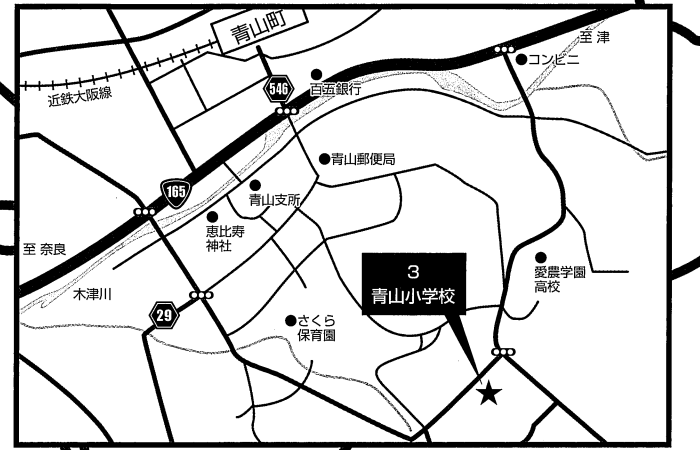 青山町
至 津
コンビニ
近鉄大阪線
546
百五銀行
青山郵便局
165
青山支所
恵比寿
神社
至 奈良
愛農学園
高校
3
青山小学校
木津川
29
さくら
保育園